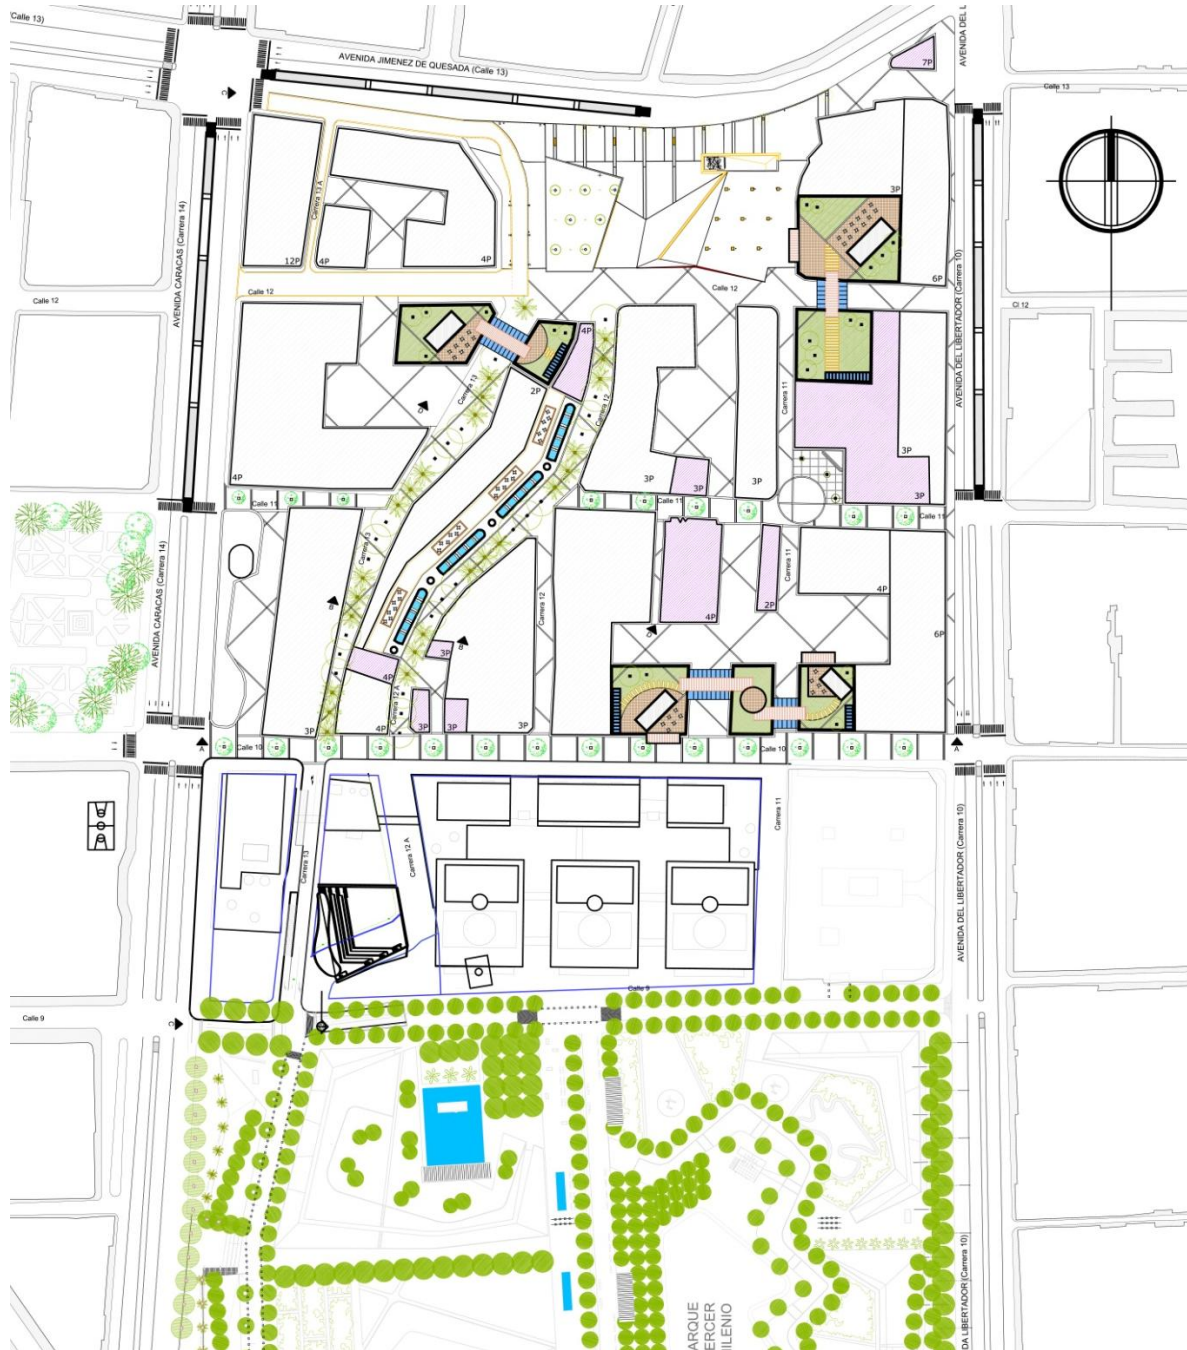 Calle 13)
AVENIDA JIMENEZ DE QUESADA (Calle 13)
AVENIDA DEL L
7P
Calle 13
C
AVENIDA CARACAS (Carrera 14)
Carrera 13 A
12P
4P
4P
3P
6P
AVENIDA DEL LIBERTADOR (Carrera 10)
Calle 12
Calle 12
Calle 12
Cl 12
4P
Carrera 13
2P
Carrera 12
Carrera 11
D
4P
3P
3P
3P
3P
3P
Calle 11
Calle 11
Calle 11
AVENIDA CARACAS (Carrera 14)
Carrera 13
Carrera 12
Carrera 11
4P
B
2P
4P
D
6P
B
3P
4P
Carrera 12 A
3P
3P
3P
4P
3P
A
Calle 10
Calle 10
A
Carrera 13
Carrera 12 A
Carrera 11
AVENIDA DEL LIBERTADOR (Carrera 10)
Calle 9
Calle 9
C
ARQUE
ERCER
ILENIO
DA LIBERTADOR (Carrera 10)